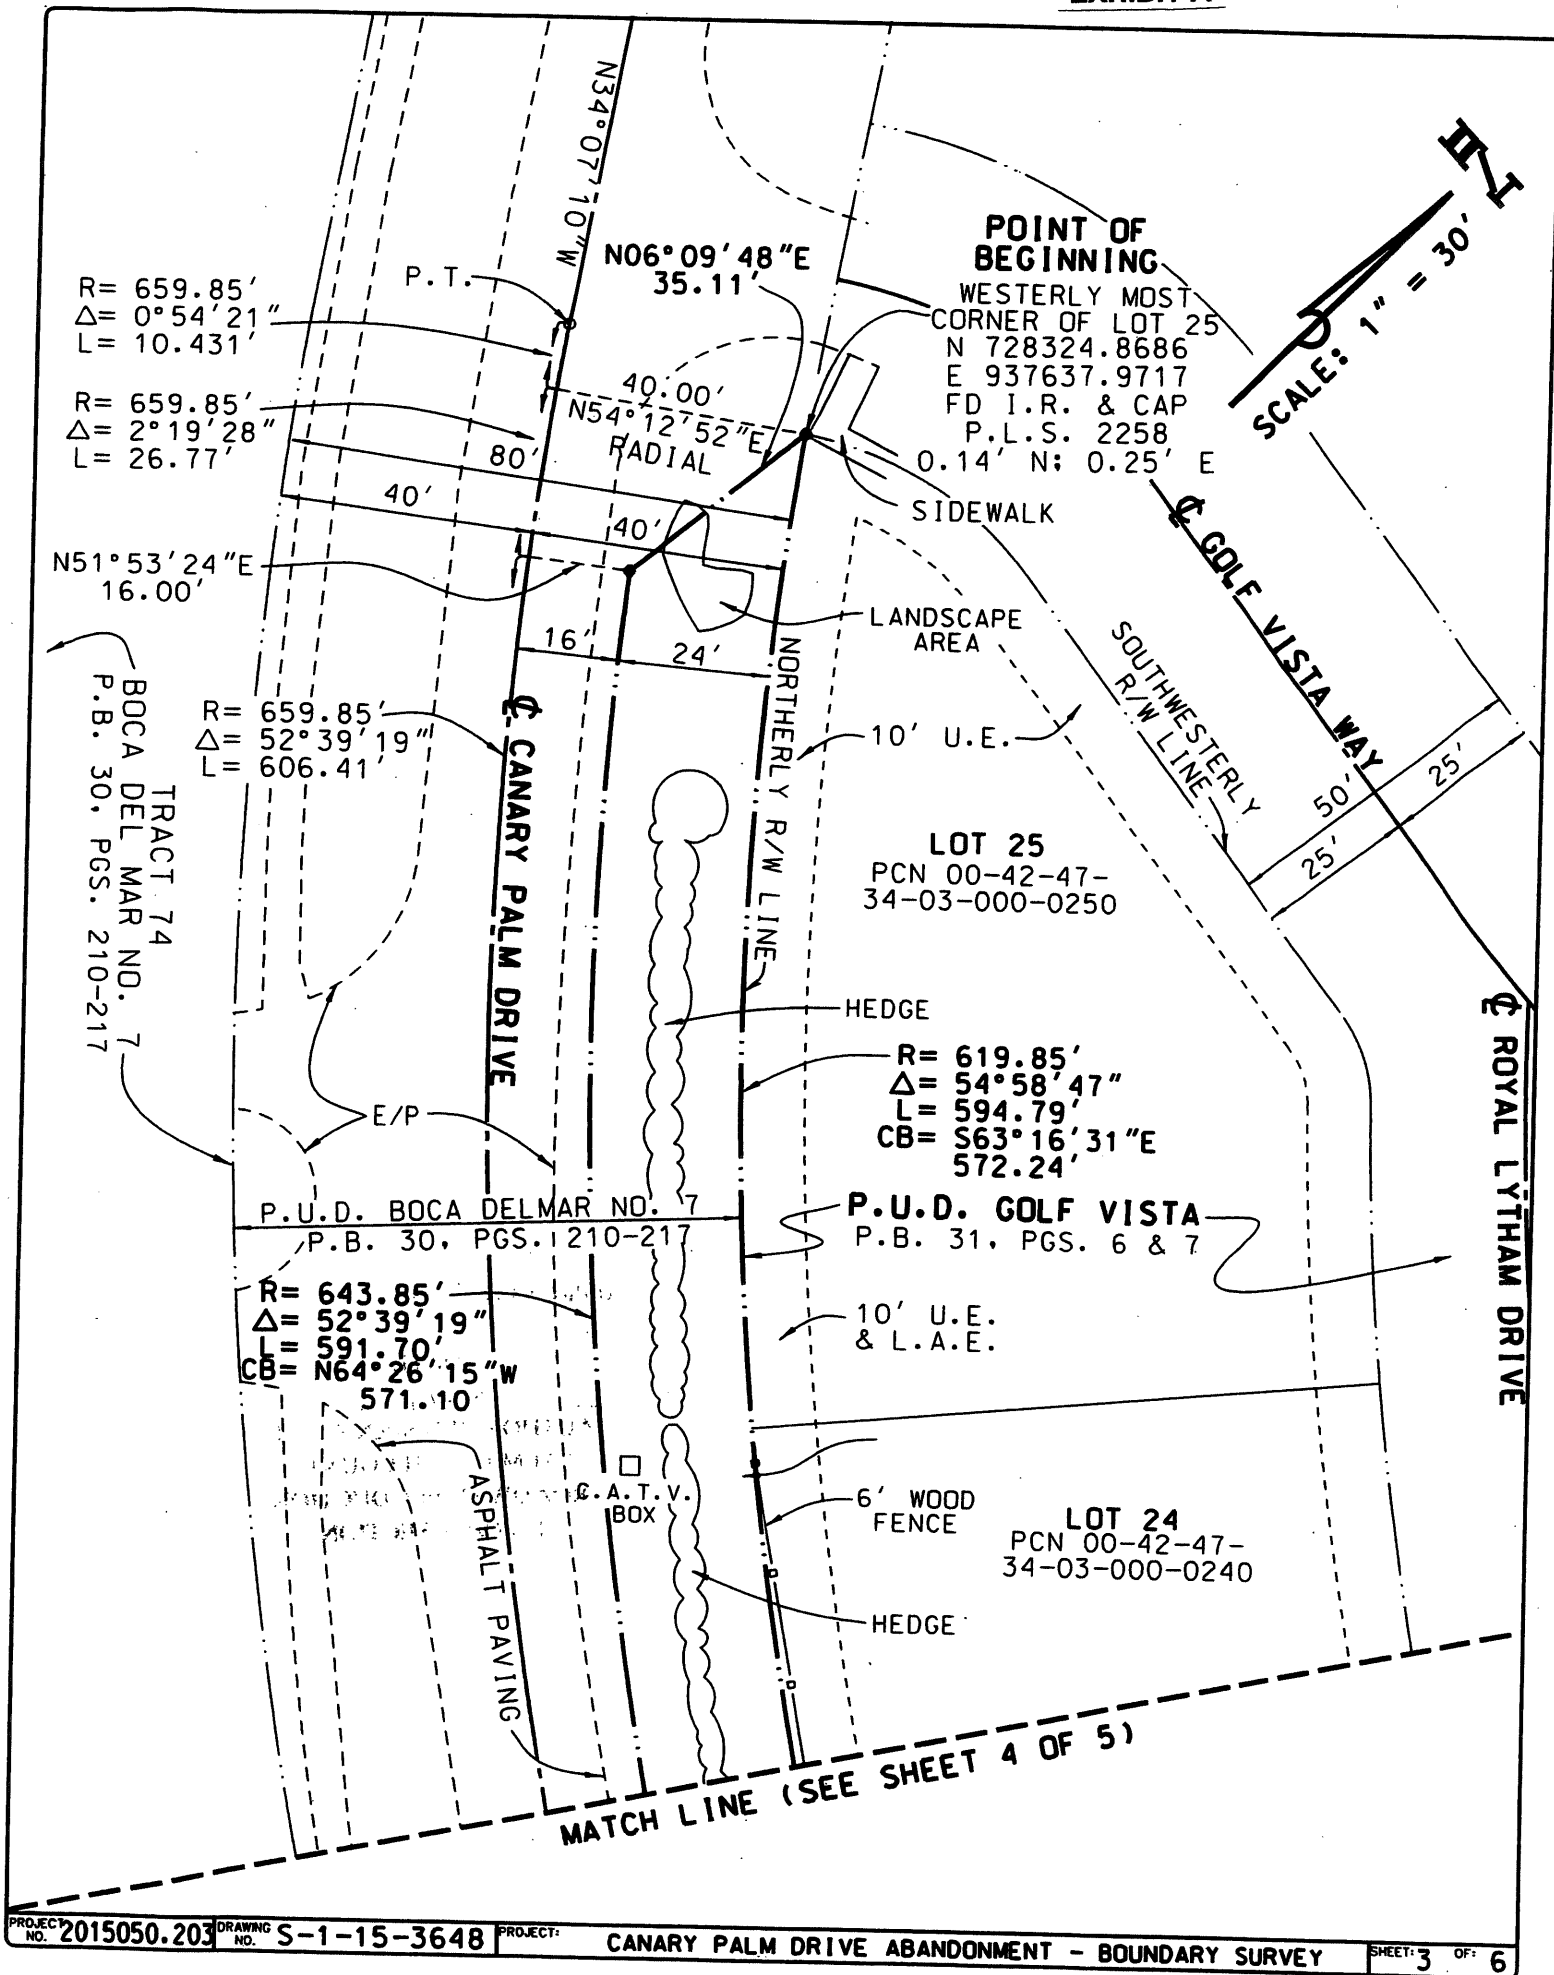 N34°07'10"W
POINT OF
BEGINNING
WESTERLY MOST
CORNER OF LOT 25
N 728324.8686
E 937637.9717
FD I.R. & CAP
P.L.S. 2258
0.14' N; 0.25' E
SCALE: 1" = 30'
N06°09'48"E
35.11'
P.T.
R= 659.85'
△= 0°54'21"
L= 10.431'
R= 659.85'
△= 2°19'28"
L= 26.77'
40.00'
N54°12'52"E
RADIAL
80'
40'
40'
SIDEWALK
N51°53'24"E
16.00'
LANDSCAPE
AREA
16'
24'
℄ GOLF VISTA WAY
SOUTHWESTERLY
R/W LINE
TRACT 74
BOCA DEL MAR NO. 7
P.B. 30, PGS. 210-217
R= 659.85'
△= 52°39'19"
L= 606.41'
℄ CANARY PALM DRIVE
NORTHERLY R/W LINE
10' U.E.
50'
25'
25'
LOT 25
PCN 00-42-47-
34-03-000-0250
HEDGE
℄ ROYAL LYTHAM DRIVE
R= 619.85'
△= 54°58'47"
L= 594.79'
CB= S63°16'31"E
572.24'
E/P
P.U.D. BOCA DELMAR NO. 7
P.B. 30, PGS. 210-217
P.U.D. GOLF VISTA
P.B. 31, PGS. 6 & 7
R= 643.85'
△= 52°39'19"
L= 591.70'
CB= N64°26'15"W
571.10
10' U.E.
& L.A.E.
ASPHALT PAVING
C.A.T.V.
BOX
6' WOOD
FENCE
LOT 24
PCN 00-42-47-
34-03-000-0240
HEDGE
MATCH LINE (SEE SHEET 4 OF 5)
PROJECT NO. 2015050.203 DRAWING NO. S-1-15-3648 PROJECT: CANARY PALM DRIVE ABANDONMENT - BOUNDARY SURVEY SHEET: 3 OF: 6